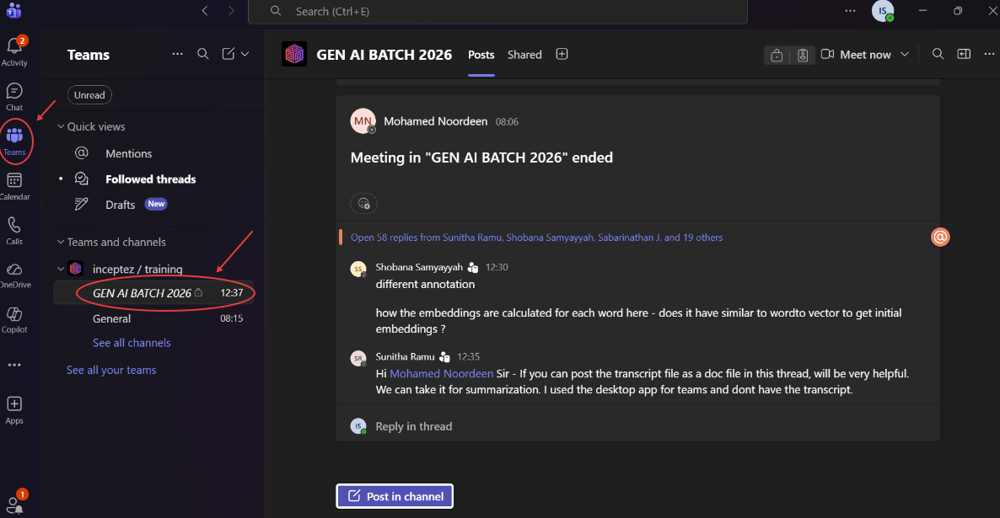 Search (Ctrl+E)
IS
2
Activity
Chat
Teams
Calendar
Calls
OneDrive
Copilot
Apps
1
Teams
Unread
Quick views
Mentions
Followed threads
Drafts New
Teams and channels
inceptez / training
GEN AI BATCH 2026 12:37
General 08:15
See all channels
See all your teams
GEN AI BATCH 2026 Posts Shared
Meet now
MN Mohamed Noordeen 08:06
Meeting in "GEN AI BATCH 2026" ended
Open 58 replies from Sunitha Ramu, Shobana Samyayyah, Sabarinathan J, and 19 others
@
SS Shobana Samyayyah 12:30
different annotation
how the embeddings are calculated for each word here - does it have similar to wordto vector to get initial
embeddings ?
SR Sunitha Ramu 12:35
Hi Mohamed Noordeen Sir - If you can post the transcript file as a doc file in this thread, will be very helpful.
We can take it for summarization. I used the desktop app for teams and dont have the transcript.
IS Reply in thread
Post in channel